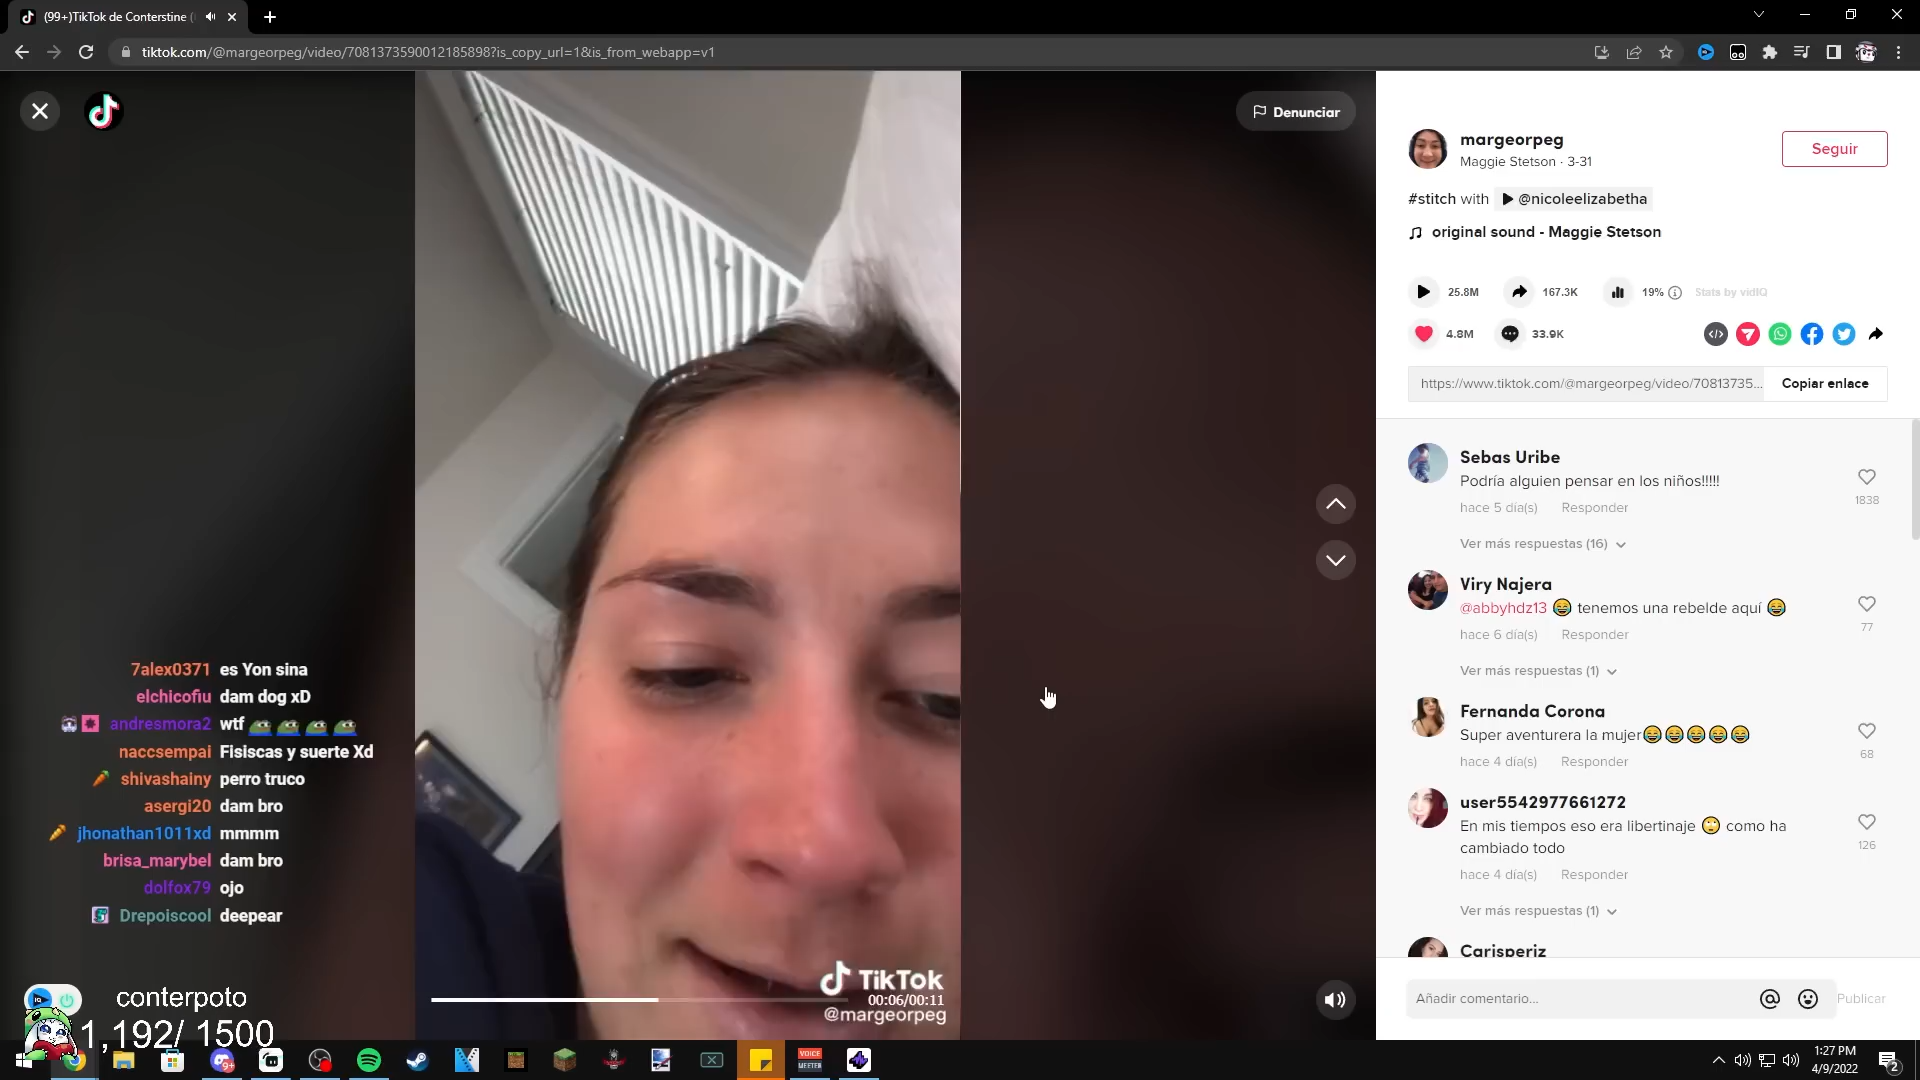 (99+)TikTok de Conterstine (
tiktok.com/@margeorpeg/video/7081373590012185898?is_copy_url=1&is_from_webapp=v1
Denunciar
margeorpeg
Maggie Stetson · 3-31
Seguir
#stitch with @nicoleelizabetha
original sound - Maggie Stetson
25.8M 167.3K 19% Stats by vidIQ
4.8M 33.9K
https://www.tiktok.com/@margeorpeg/video/70813735... Copiar enlace
Sebas Uribe
Podría alguien pensar en los niños!!!!!
1838
hace 5 día(s) Responder
Ver más respuestas (16)
Viry Najera
@abbyhdz13 😂 tenemos una rebelde aquí 😂
77
hace 6 día(s) Responder
Ver más respuestas (1)
Fernanda Corona
Super aventurera la mujer😂😂😂😂😂
68
hace 4 día(s) Responder
user5542977661272
En mis tiempos eso era libertinaje 🙄 como ha
cambiado todo
126
hace 4 día(s) Responder
Ver más respuestas (1)
Carisperiz
Añadir comentario... Publicar
7alex0371 es Yon sina
elchicofiu dam dog xD
andresmora2 wtf
naccsempai Fisiscas y suerte Xd
shivashainy perro truco
asergi20 dam bro
jhonathan1011xd mmmm
brisa_marybel dam bro
dolfox79 ojo
Drepoiscool deepear
TikTok
00:06/00:11
@margeorpeg
conterpoto
1,192/ 1500
9+
VOICE
MEETER
1:27 PM
4/9/2022
2